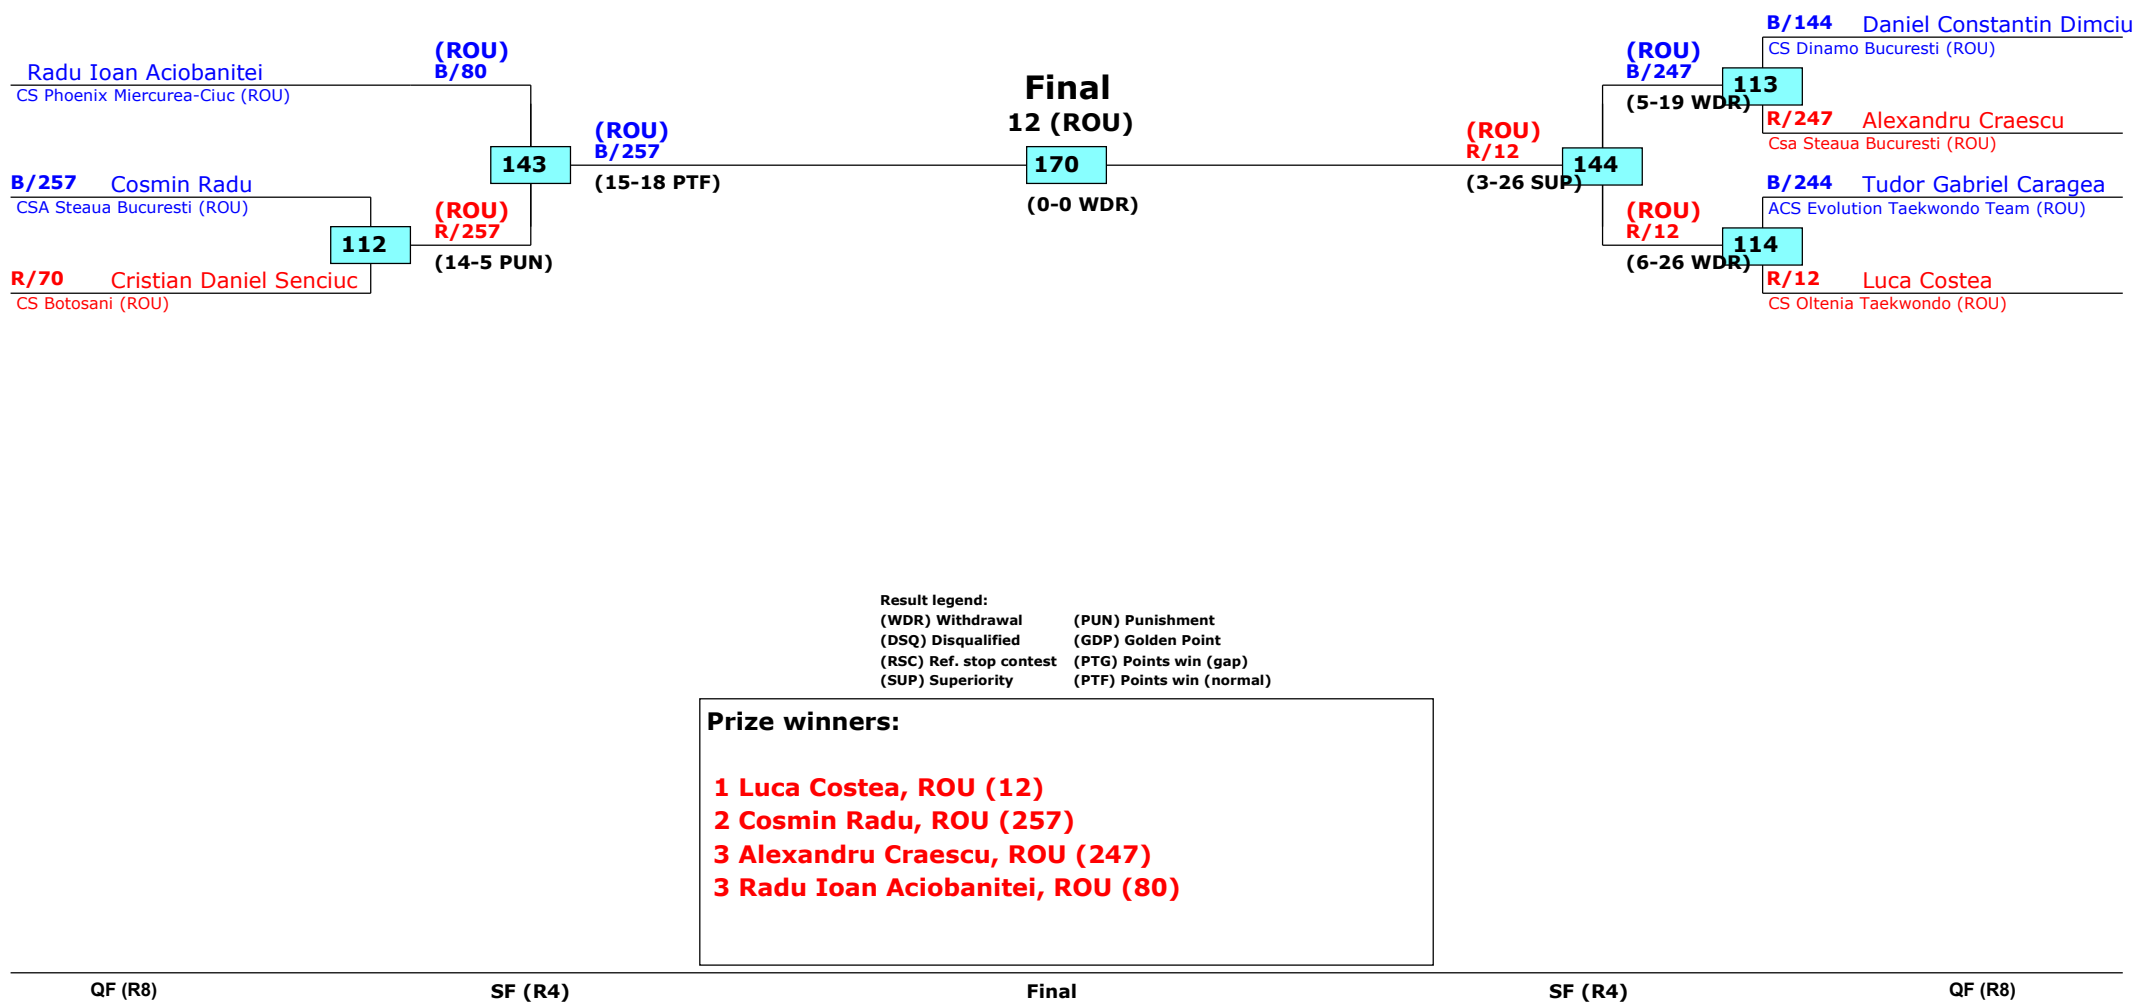 Radu Ioan Aciobanitei
CS Phoenix Miercurea-Ciuc (ROU)
(ROU)
B/80
B/257 Cosmin Radu
CSA Steaua Bucuresti (ROU)
112
R/70 Cristian Daniel Senciuc
CS Botosani (ROU)
(ROU)
R/257
(14-5 PUN)
143
(ROU)
B/257
(15-18 PTF)
Final
12 (ROU)
170
(0-0 WDR)
(ROU)
R/12
(3-26 SUP)
144
(ROU)
B/247
(5-19 WDR)
113
B/144 Daniel Constantin Dimciu
CS Dinamo Bucuresti (ROU)
R/247 Alexandru Craescu
Csa Steaua Bucuresti (ROU)
(ROU)
R/12
(6-26 WDR)
114
B/244 Tudor Gabriel Caragea
ACS Evolution Taekwondo Team (ROU)
R/12 Luca Costea
CS Oltenia Taekwondo (ROU)
Result legend:
(WDR) Withdrawal (PUN) Punishment
(DSQ) Disqualified (GDP) Golden Point
(RSC) Ref. stop contest (PTG) Points win (gap)
(SUP) Superiority (PTF) Points win (normal)
Prize winners:
1 Luca Costea, ROU (12)
2 Cosmin Radu, ROU (257)
3 Alexandru Craescu, ROU (247)
3 Radu Ioan Aciobanitei, ROU (80)
QF (R8) SF (R4) Final SF (R4) QF (R8)